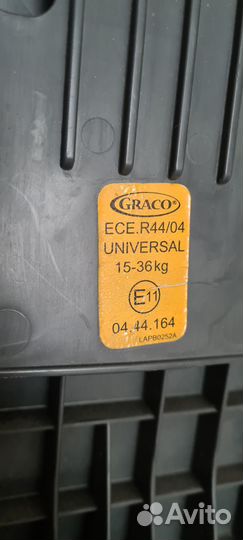 GRACO®
ECE.R44/04
UNIVERSAL
15-36kg
E11
04.44.164
LAPB0252A
Avito